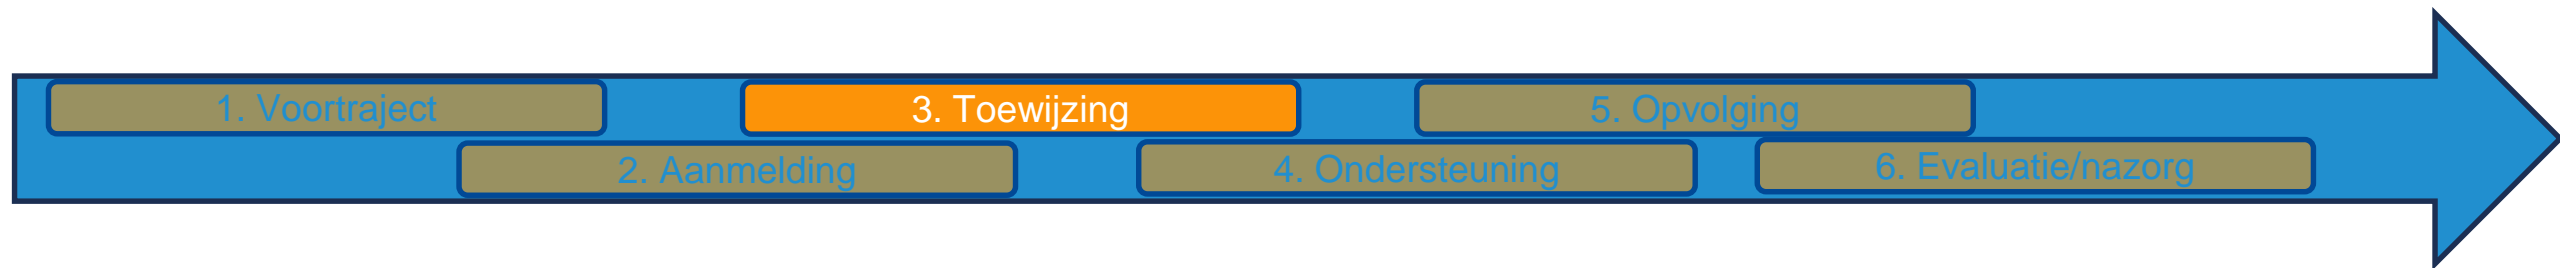 1. Voortraject
2. Aanmelding
3. Toewijzing
4. Ondersteuning
5. Opvolging
6. Evaluatie/nazorg